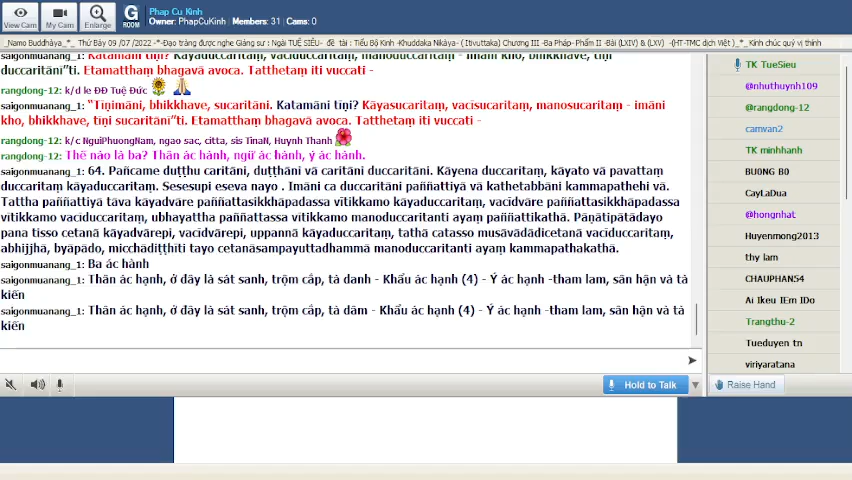 View Cam
My Cam
Enlarge
G
ROOM
Phap Cu Kinh
Owner: PhapCuKinh | Members: 31 | Cams: 0
_Namo Buddhāya_*_ Thứ Bảy 09 /07 /2022 -*-Đạo tràng được nghe Giảng sư : Ngài TUỆ SIÊU- đề tài : Tiểu Bộ Kinh -Khuddaka Nikāya- ( Itivuttaka) Chương III -Ba Pháp- Phẩm II -Bài (LXIV) & (LXV) -(HT-TMC dịch Việt )_*_ Kính chúc quý vị thính
duccaritāni”ti. Etamatthaṃ bhagavā avoca. Tatthetaṃ iti vuccati -
rangdong-12: k/d le ĐĐ Tuệ Đức
saigonmuanang_1: “Tīṇimāni, bhikkhave, sucaritāni. Katamāni tīṇi? Kāyasucaritaṃ, vacīsucaritaṃ, manosucaritaṃ - imāni
kho, bhikkhave, tīṇi sucaritāni”ti. Etamatthaṃ bhagavā avoca. Tatthetaṃ iti vuccati -
rangdong-12: k/c NguiPhuongNam, ngao sac, citta, sis TinaN, Huynh Thanh
rangdong-12: Thế nào là ba? Thân ác hành, ngữ ác hành, ý ác hành.
saigonmuanang_1: 64. Pañcame duṭṭhu caritāni, duṭṭhāni vā caritāni duccaritāni. Kāyena duccaritaṃ, kāyato vā pavattaṃ
duccaritaṃ kāyaduccaritaṃ. Sesesupi eseva nayo . Imāni ca duccaritāni paññattiyā vā kathetabbāni kammapathehi vā.
Tattha paññattiyā tāva kāyadvāre paññattasikkhāpadassa vītikkamo kāyaduccaritaṃ, vacīdvāre paññattasikkhāpadassa
vītikkamo vacīduccaritaṃ, ubhayattha paññattassa vītikkamo manoduccaritanti ayaṃ paññattikathā. Pāṇātipātādayo
pana tisso cetanā kāyadvārepi, vacīdvārepi, uppannā kāyaduccaritaṃ, tathā catasso musāvādādicetanā vacīduccaritaṃ,
abhijjhā, byāpādo, micchādiṭṭhīti tayo cetanāsampayuttadhammā manoduccaritanti ayaṃ kammapathakathā.
saigonmuanang_1: Ba ác hành
saigonmuanang_1: Thân ác hạnh, ở đây là sát sanh, trộm cắp, tà danh - Khẩu ác hạnh (4) - Ý ác hạnh -tham lam, sân hận và tà
kiến
saigonmuanang_1: Thân ác hạnh, ở đây là sát sanh, trộm cắp, tà dâm - Khẩu ác hạnh (4) - Ý ác hạnh -tham lam, sân hận và tà
kiến
Hold to Talk
TK TueSieu
@nhuthuynh109
@rangdong-12
camvan2
TK minhhanh
BUONG B0
CayLaDua
@hongnhat
Huyenmong2013
thy lam
CHAUPHAN54
Ai Ikeu IEm IDo
Trangthu-2
Tueduyen tn
viriyaratana
Raise Hand